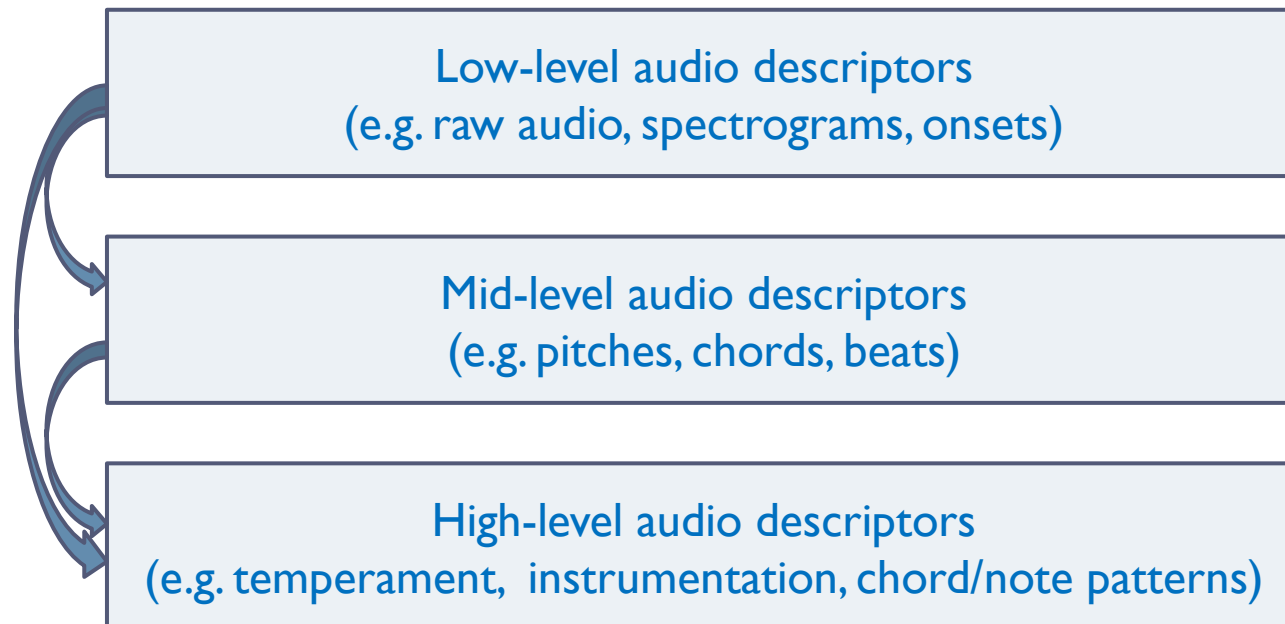 Low-level audio descriptors
(e.g. raw audio, spectrograms, onsets)
Mid-level audio descriptors
(e.g. pitches, chords, beats)
High-level audio descriptors
(e.g. temperament, instrumentation, chord/note patterns)